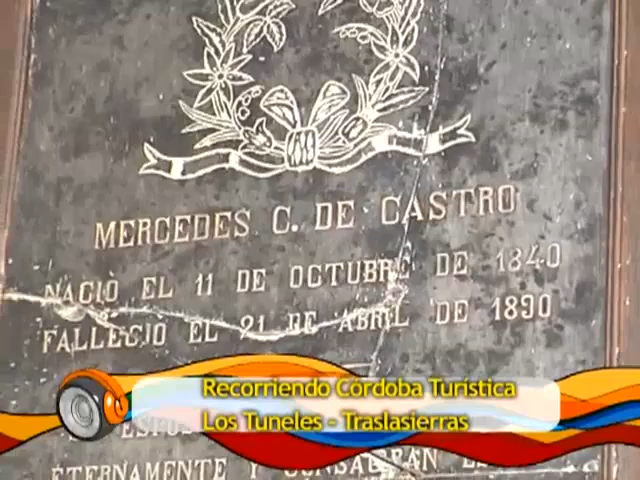 MERCEDES C. DE CASTRO
NACIÓ EL 11 DE OCTUBRE DE 1840
FALLECIO EL 21 DE ABRIL DE 1890
Recorriendo Córdoba Turística
Los Tuneles - Traslasierras
ETERNAMENTE Y